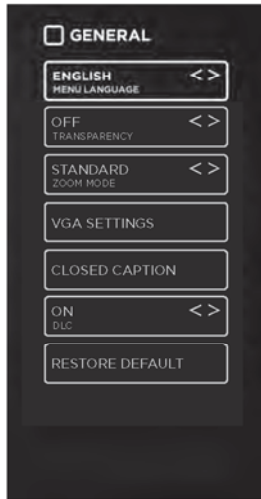 GENERAL
ENGLISH < >
MENU LANGUAGE
OFF < >
TRANSPARENCY
STANDARD < >
ZOOM MODE
VGA SETTINGS
CLOSED CAPTION
ON < >
DLC
RESTORE DEFAULT